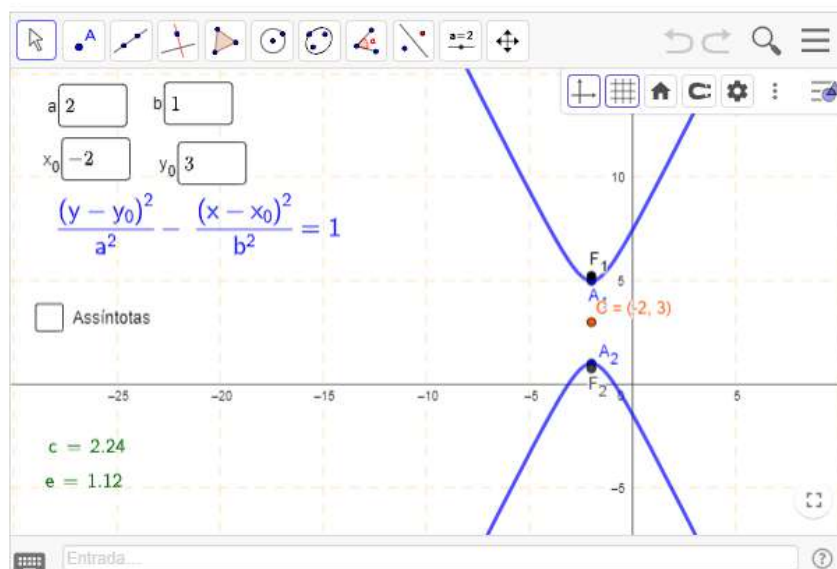 A
a=2
a 2
b 1
x₀ −2
y₀ 3
(y − y₀)²/a² − (x − x₀)²/b² = 1
Assíntotas
c = 2.24
e = 1.12
10
5
F₁
A₁
C = (-2, 3)
A₂
F₂
−25
−20
−15
−10
−5
0
5
−5
Entrada...